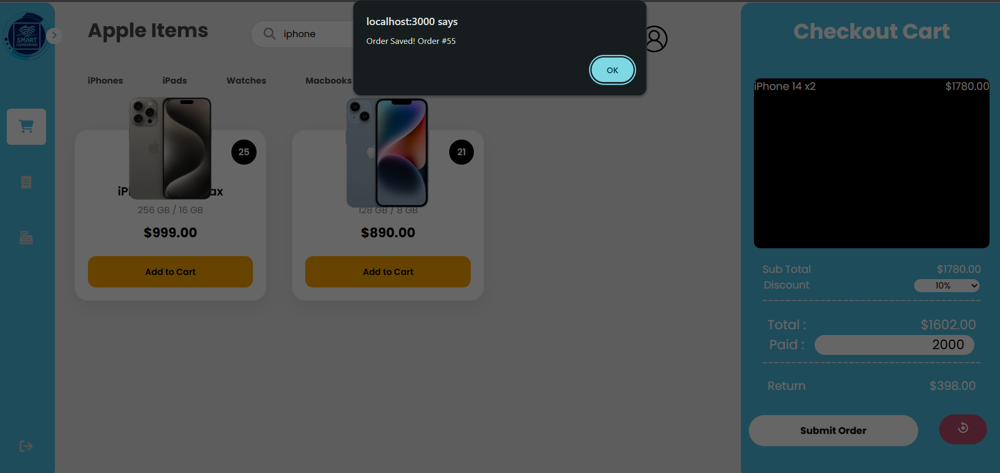 localhost:3000 says
Order Saved! Order #55
OK
SMART
CONNESSIONZ
Apple Items
iphone
iPhones
iPads
Watches
Macbooks
25
256 GB / 16 GB
$999.00
Add to Cart
21
128 GB / 8 GB
$890.00
Add to Cart
Checkout Cart
iPhone 14 x2 $1780.00
Sub Total $1780.00
Discount 10%
Total : $1602.00
Paid : 2000
Return $398.00
Submit Order